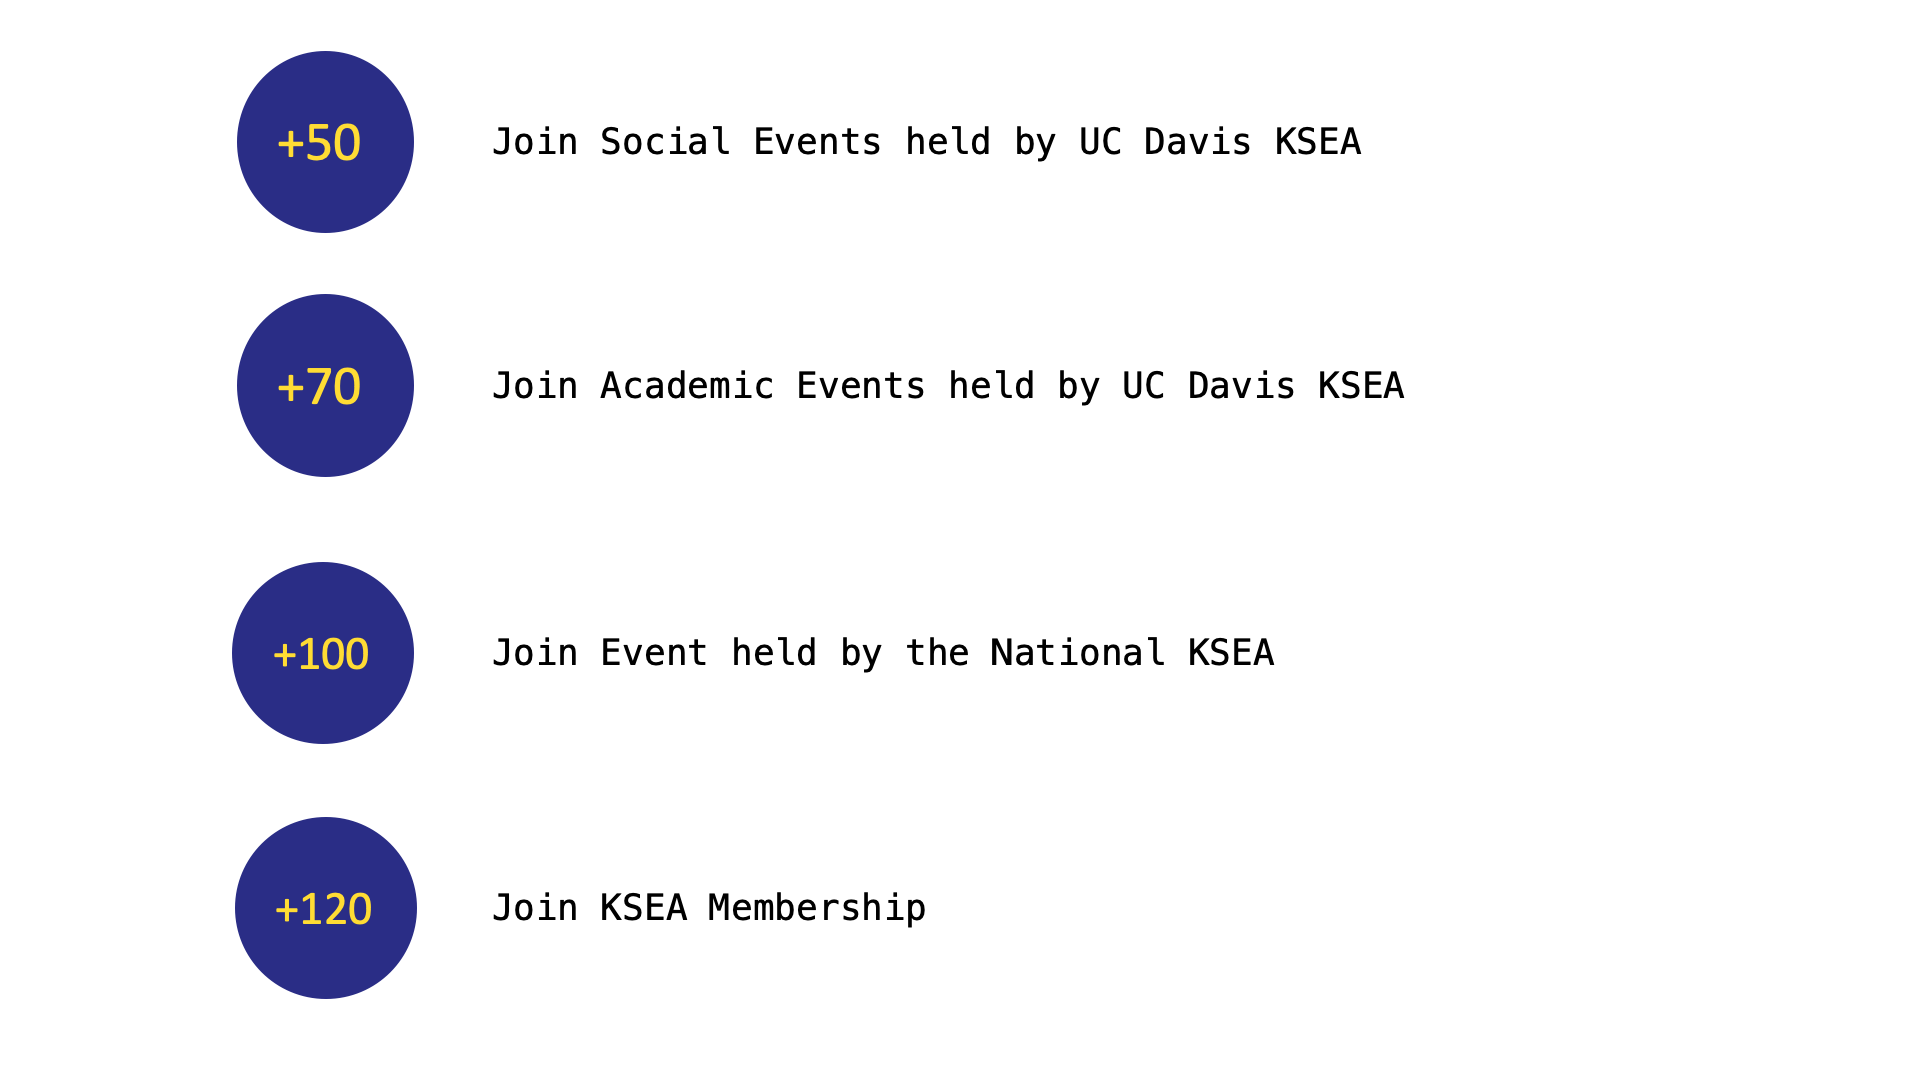 +50
Join Social Events held by UC Davis KSEA
+70
Join Academic Events held by UC Davis KSEA
+100
Join Event held by the National KSEA
+120
Join KSEA Membership